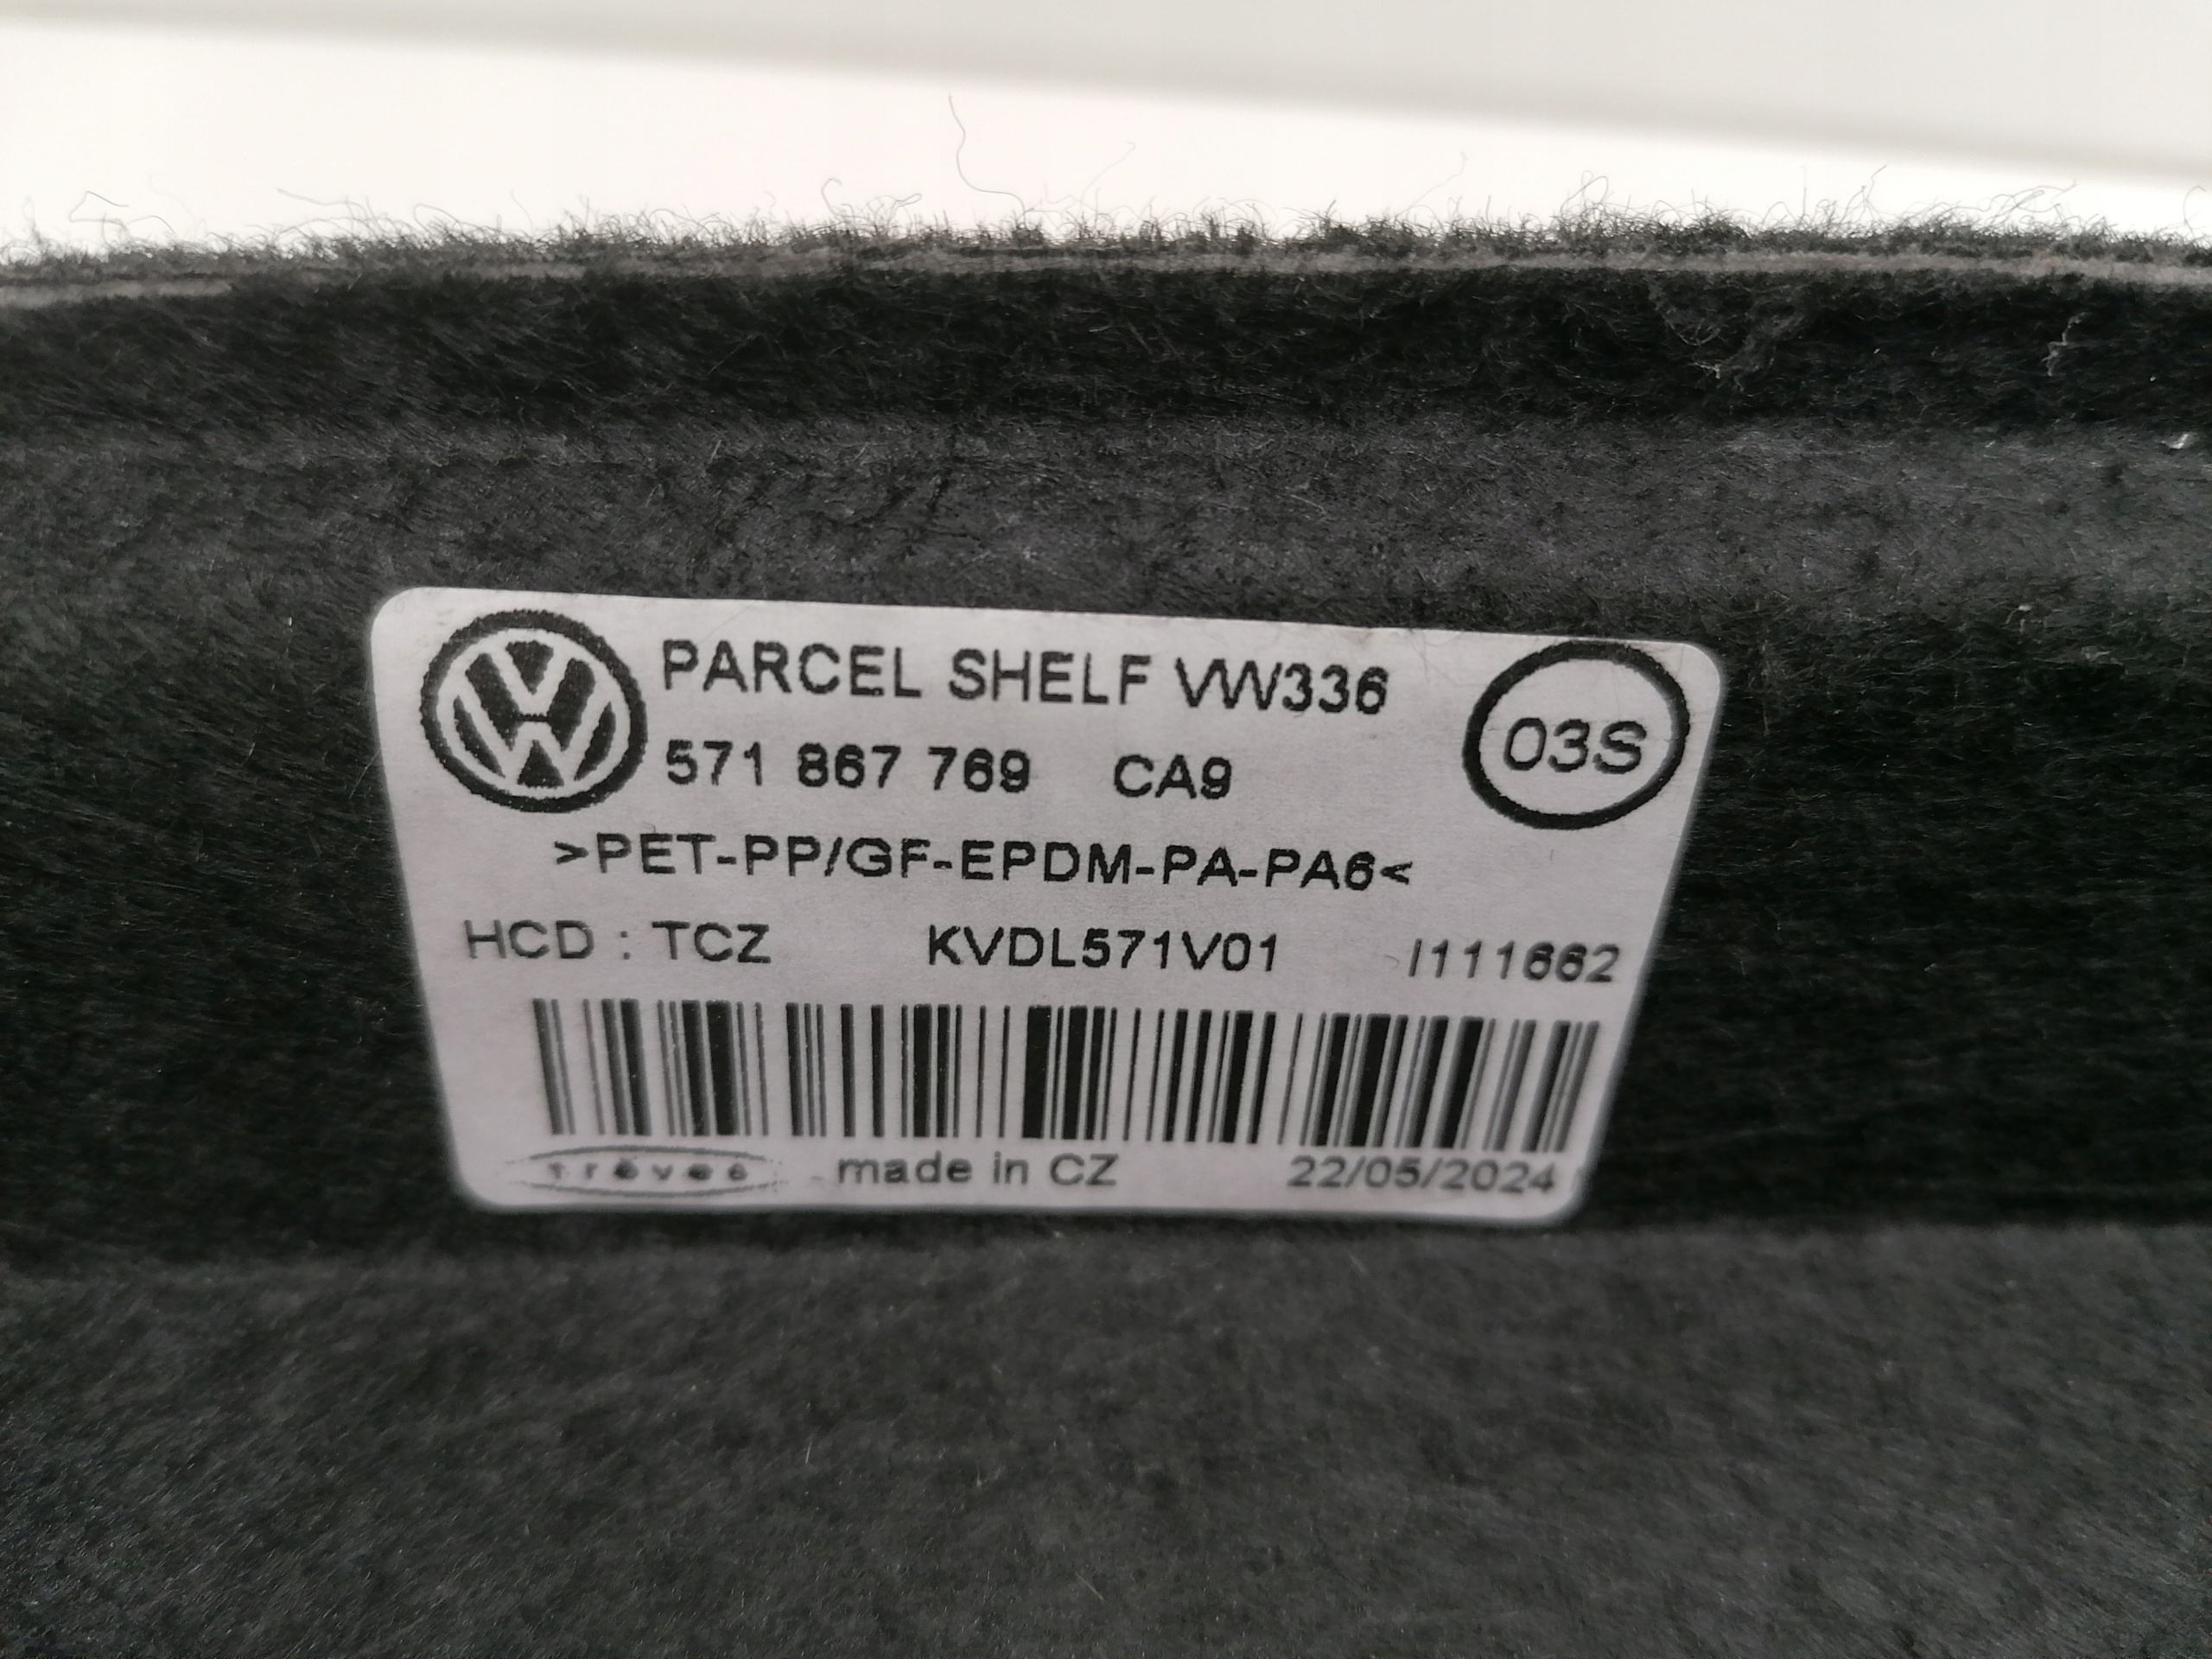 PARCEL SHELF VW336
03S
571 867 769 CA9
>PET-PP/GF-EPDM-PA-PA6<
HCD : TCZ KVDL571V01 I111662
trèves made in CZ 22/05/2024